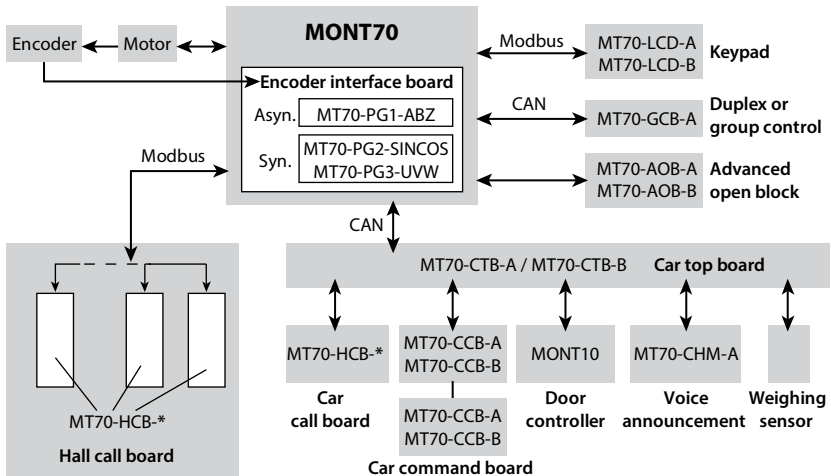 MONT70
Encoder
Motor
Encoder interface board
Asyn.
MT70-PG1-ABZ
Syn.
MT70-PG2-SINCOS
MT70-PG3-UVW
Modbus
MT70-LCD-A
MT70-LCD-B
Keypad
CAN
MT70-GCB-A
Duplex or
group control
MT70-AOB-A
MT70-AOB-B
Advanced
open block
Modbus
CAN
MT70-CTB-A / MT70-CTB-B
Car top board
MT70-HCB-*
Hall call board
MT70-HCB-*
Car
call board
MT70-CCB-A
MT70-CCB-B
MT70-CCB-A
MT70-CCB-B
Car command board
MONT10
Door
controller
MT70-CHM-A
Voice
announcement
Weighing
sensor